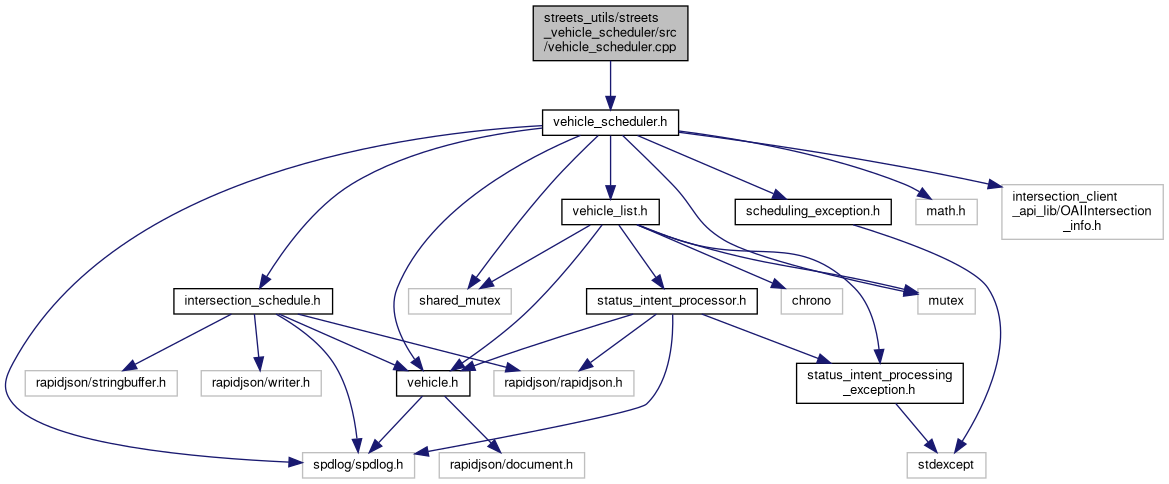 streets_utils/streets
_vehicle_scheduler/src
/vehicle_scheduler.cpp
vehicle_scheduler.h
intersection_client
_api_lib/OAIIntersection
_info.h
vehicle_list.h
scheduling_exception.h
math.h
intersection_schedule.h
shared_mutex
status_intent_processor.h
chrono
mutex
rapidjson/stringbuffer.h
rapidjson/writer.h
vehicle.h
rapidjson/rapidjson.h
status_intent_processing
_exception.h
spdlog/spdlog.h
rapidjson/document.h
stdexcept